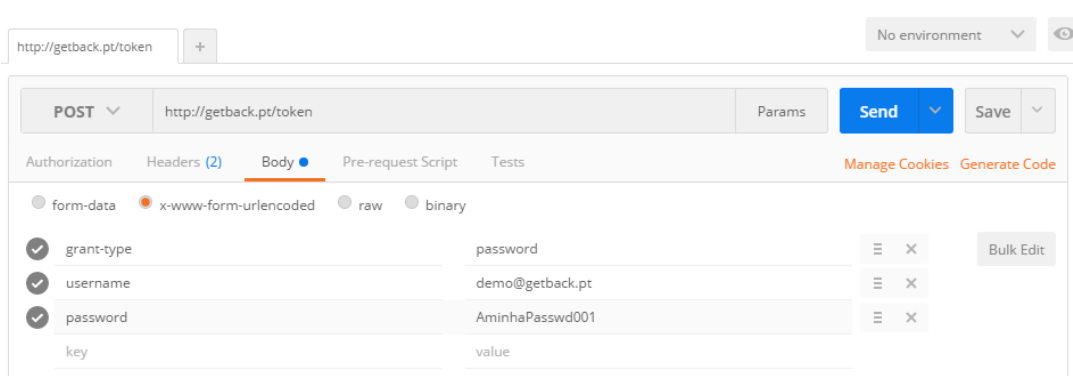 http://getback.pt/token + No environment
POST http://getback.pt/token Params Send Save
Authorization Headers (2) Body Pre-request Script Tests Manage Cookies Generate Code
form-data x-www-form-urlencoded raw binary
grant-type password Bulk Edit
username demo@getback.pt
password AminhaPasswd001
key value